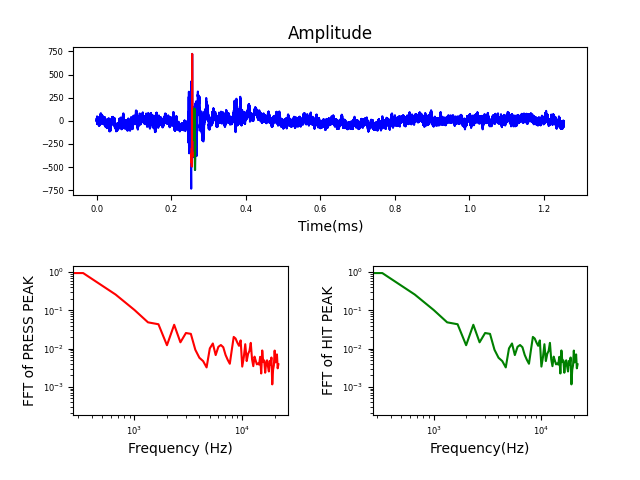 Amplitude
750
500
250
0
−250
−500
−750
0.0 0.2 0.4 0.6 0.8 1.0 1.2
Time(ms)
FFT of PRESS PEAK
10⁰
10⁻¹
10⁻²
10⁻³
10³ 10⁴
Frequency (Hz)
FFT of HIT PEAK
10⁰
10⁻¹
10⁻²
10⁻³
10³ 10⁴
Frequency(Hz)